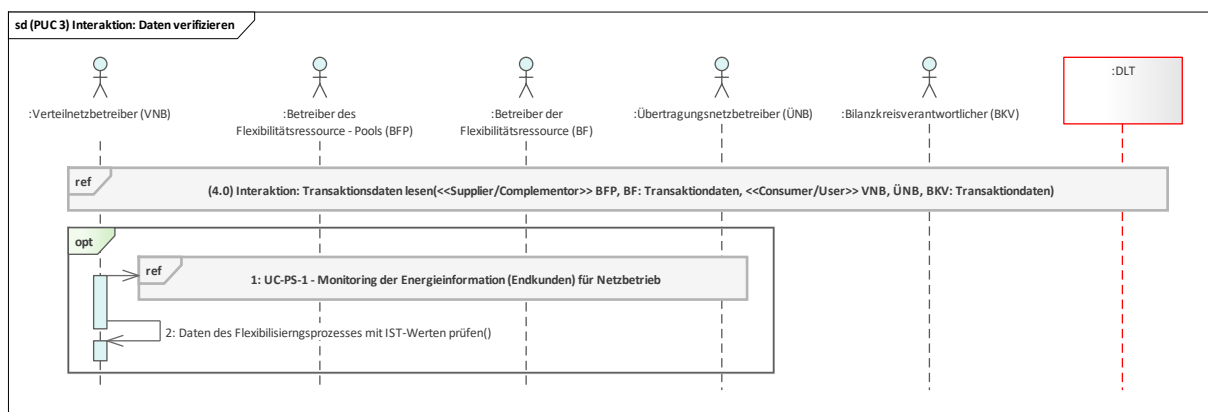 sd (PUC 3) Interaktion: Daten verifizieren
:Verteilnetzbetreiber (VNB)
:Betreiber des
Flexibilitätsressource - Pools (BFP)
:Betreiber der
Flexibilitätsressource (BF)
:Übertragungsnetzbetreiber (ÜNB)
:Bilanzkreisverantwortlicher (BKV)
:DLT
ref
(4.0) Interaktion: Transaktionsdaten lesen(<<Supplier/Complementor>> BFP, BF: Transaktiondaten, <<Consumer/User>> VNB, ÜNB, BKV: Transaktiondaten)
opt
ref
1: UC-PS-1 - Monitoring der Energieinformation (Endkunden) für Netzbetrieb
2: Daten des Flexibilisierngsprozesses mit IST-Werten prüfen()